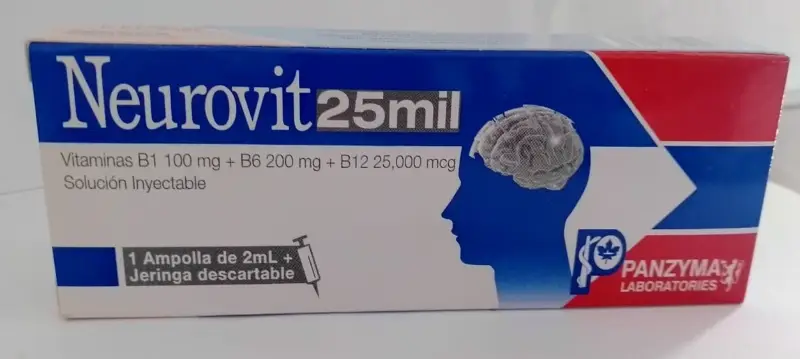 Neurovit 25mil
Vitaminas B1 100 mg + B6 200 mg + B12 25,000 mcg
Solución Inyectable
1 Ampolla de 2mL +
Jeringa descartable
PANZYMA
LABORATORIES